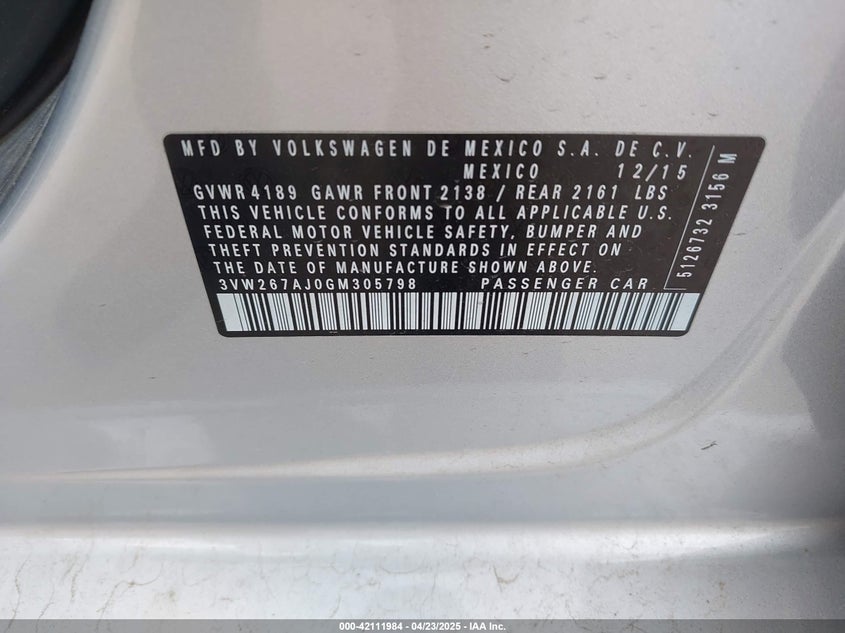 MFD BY VOLKSWAGEN DE MEXICO S.A. DE C.V.
MEXICO 12/15
GVWR 4189 GAWR FRONT 2138 / REAR 2161 LBS
THIS VEHICLE CONFORMS TO ALL APPLICABLE U.S.
FEDERAL MOTOR VEHICLE SAFETY, BUMPER AND
THEFT PREVENTION STANDARDS IN EFFECT ON
THE DATE OF MANUFACTURE SHOWN ABOVE.
3VW267AJ0GM305798 PASSENGER CAR
5126732 3156 M
000-42111984 / 04/23/2025 - IAA Inc.